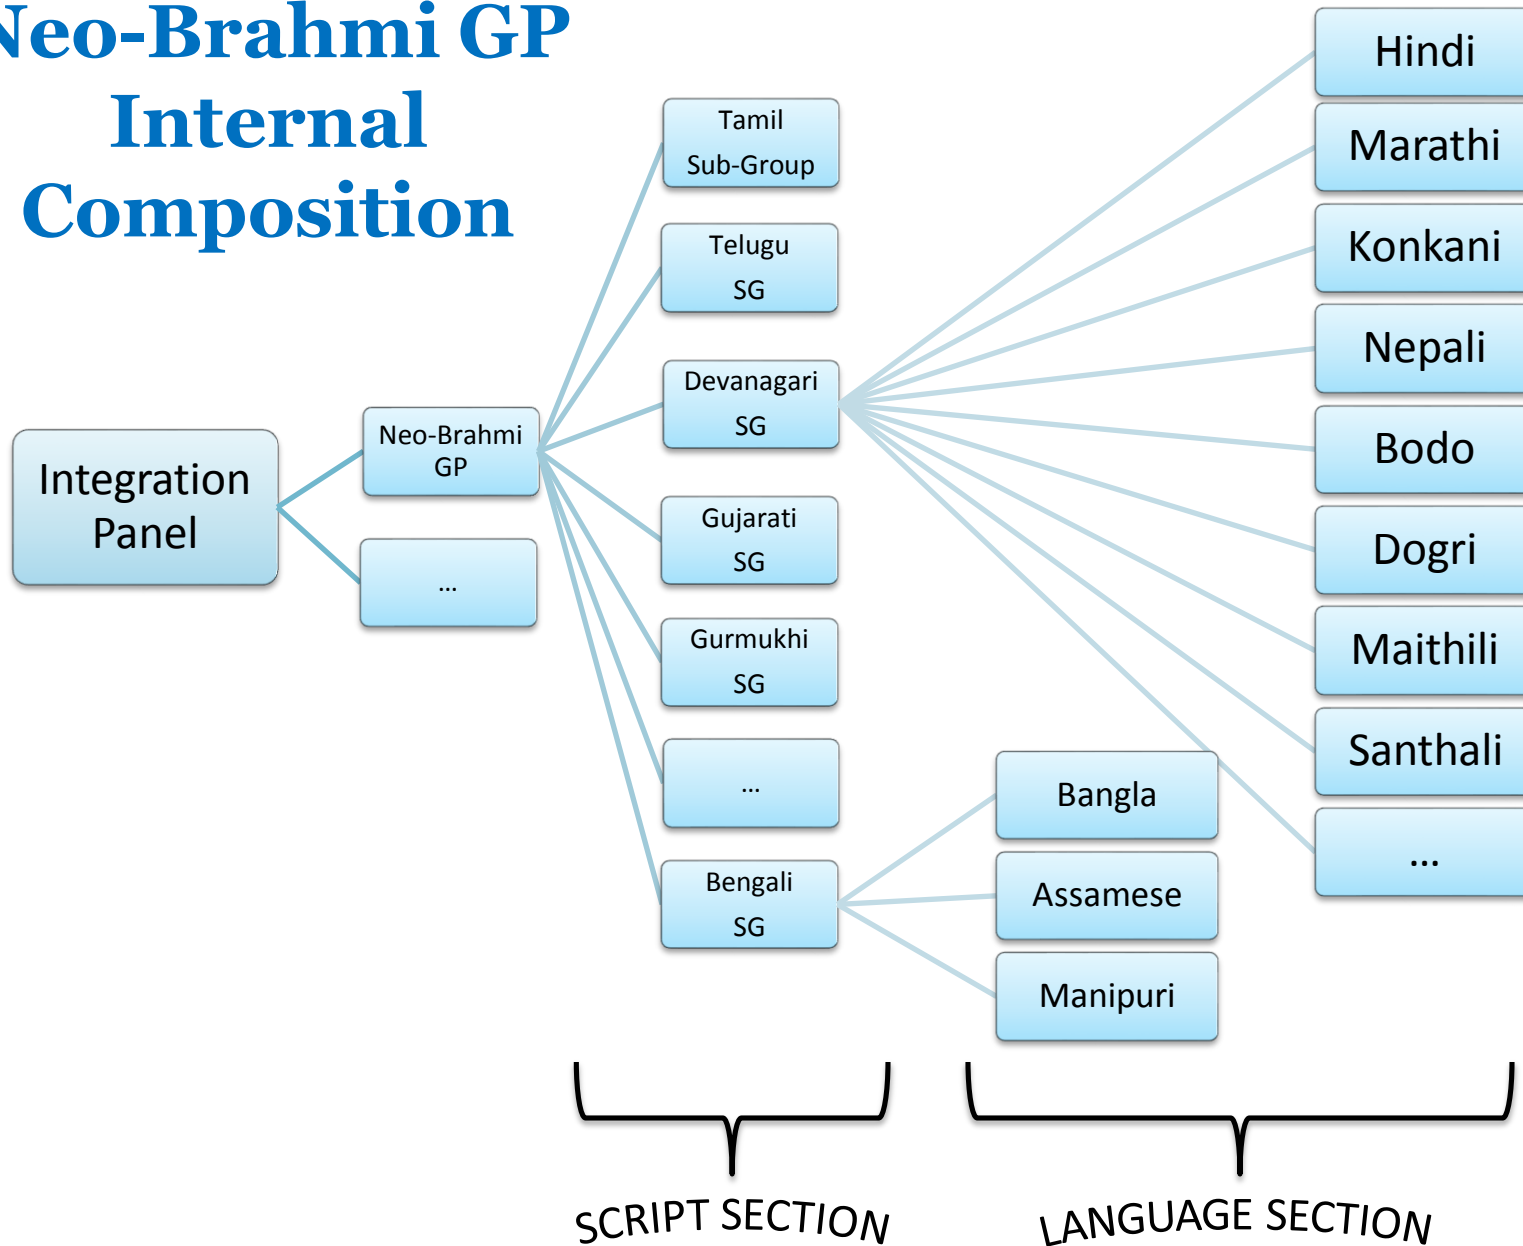 Neo-Brahmi GP
Internal
Composition
Integration
Panel
Neo-Brahmi
GP
...
Tamil
Sub-Group
Telugu
SG
Devanagari
SG
Gujarati
SG
Gurmukhi
SG
...
Bengali
SG
Bangla
Assamese
Manipuri
Hindi
Marathi
Konkani
Nepali
Bodo
Dogri
Maithili
Santhali
...
SCRIPT SECTION
LANGUAGE SECTION